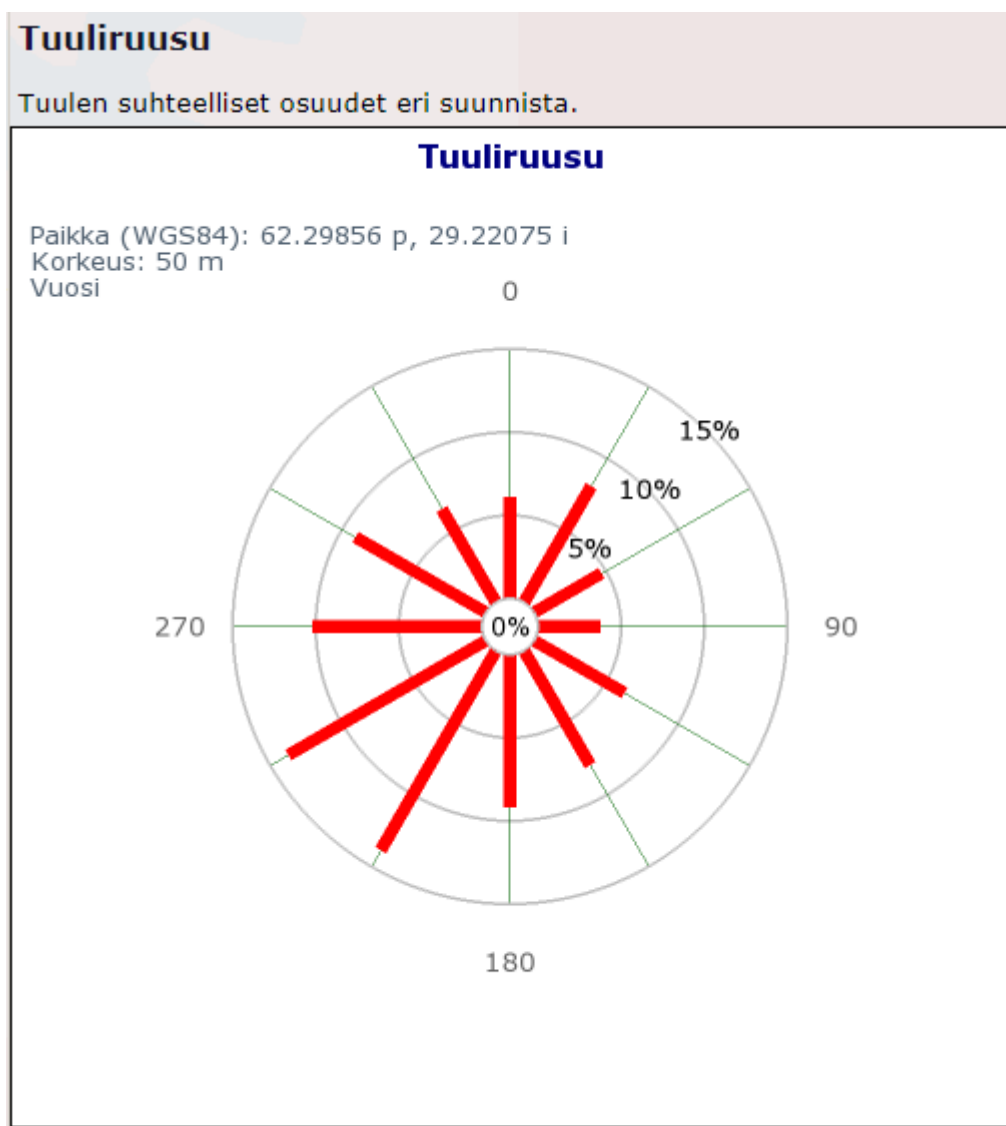 Tuuliruusu
Tuulen suhteelliset osuudet eri suunnista.
Tuuliruusu
Paikka (WGS84): 62.29856 p, 29.22075 i
Korkeus: 50 m
Vuosi
0
15%
10%
5%
270
0%
90
180